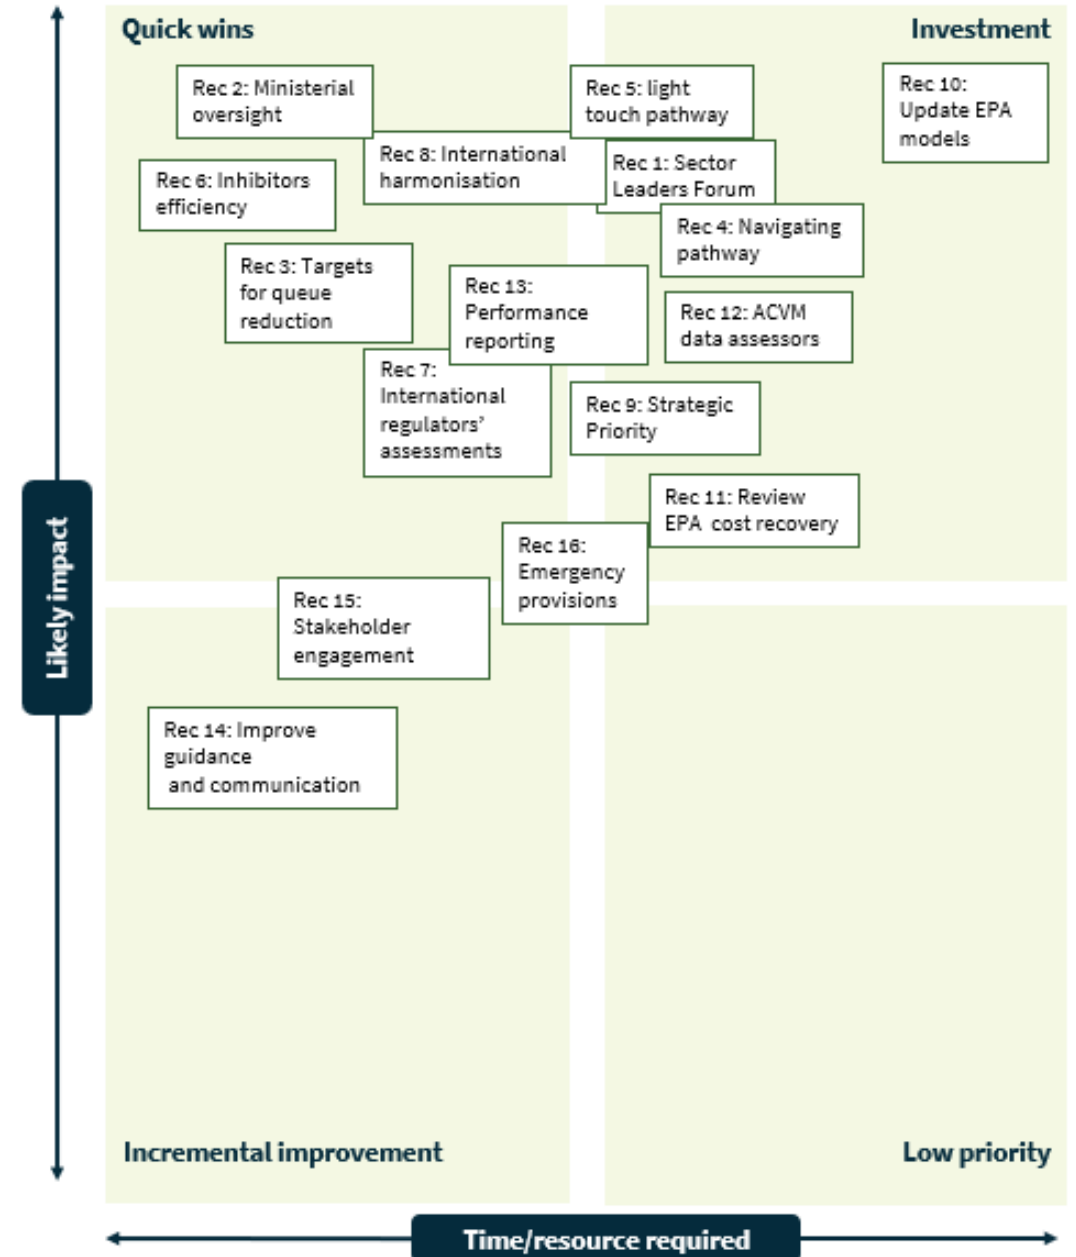 Quick wins
Investment
Rec 2: Ministerial
oversight
Rec 5: light
touch pathway
Rec 10:
Update EPA
models
Rec 8: International
harmonisation
Rec 1: Sector
Leaders Forum
Rec 6: Inhibitors
efficiency
Rec 4: Navigating
pathway
Rec 3: Targets
for queue
reduction
Rec 13:
Performance
reporting
Rec 12: ACVM
data assessors
Rec 7:
International
regulators’
assessments
Rec 9: Strategic
Priority
Rec 11: Review
EPA cost recovery
Rec 16:
Emergency
provisions
Rec 15:
Stakeholder
engagement
Likely impact
Rec 14: Improve
guidance
and communication
Incremental improvement
Low priority
Time/resource required